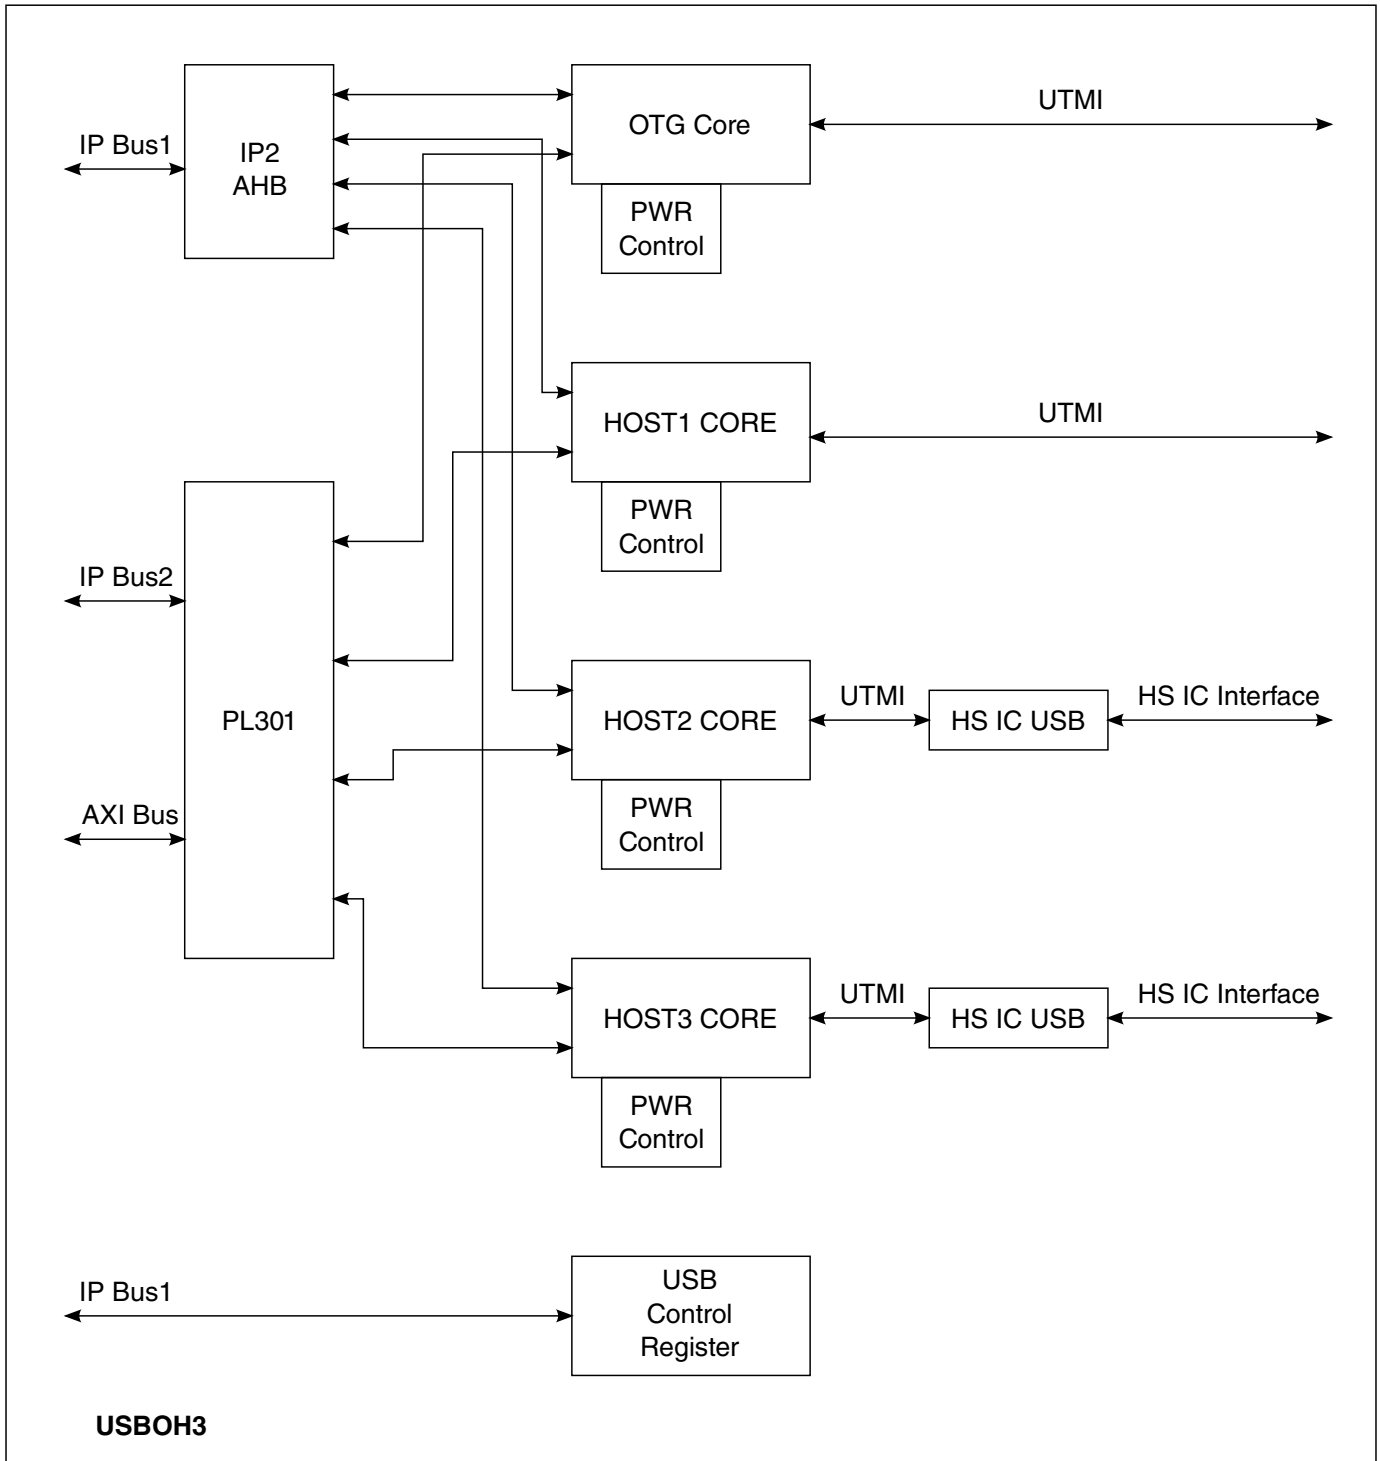 UTMI
OTG Core
IP Bus1
IP2
AHB
PWR
Control
UTMI
HOST1 CORE
PWR
Control
IP Bus2
PL301
UTMI
HS IC Interface
HOST2 CORE
HS IC USB
AXI Bus
PWR
Control
UTMI
HS IC Interface
HOST3 CORE
HS IC USB
PWR
Control
IP Bus1
USB
Control
Register
USBOH3